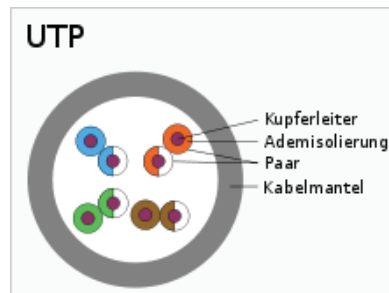 UTP
Kupferleiter
Ademisolierung
Paar
Kabelmantel